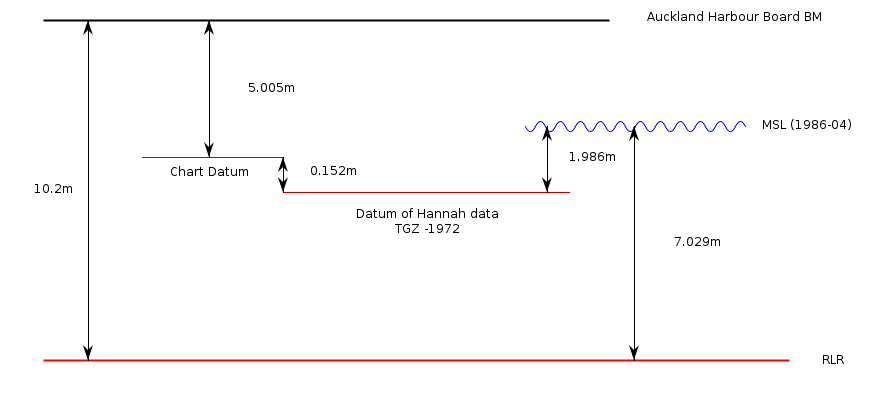 Auckland Harbour Board BM
5.005m
MSL (1986-04)
1.986m
Chart Datum
0.152m
10.2m
Datum of Hannah data
TGZ -1972
7.029m
RLR